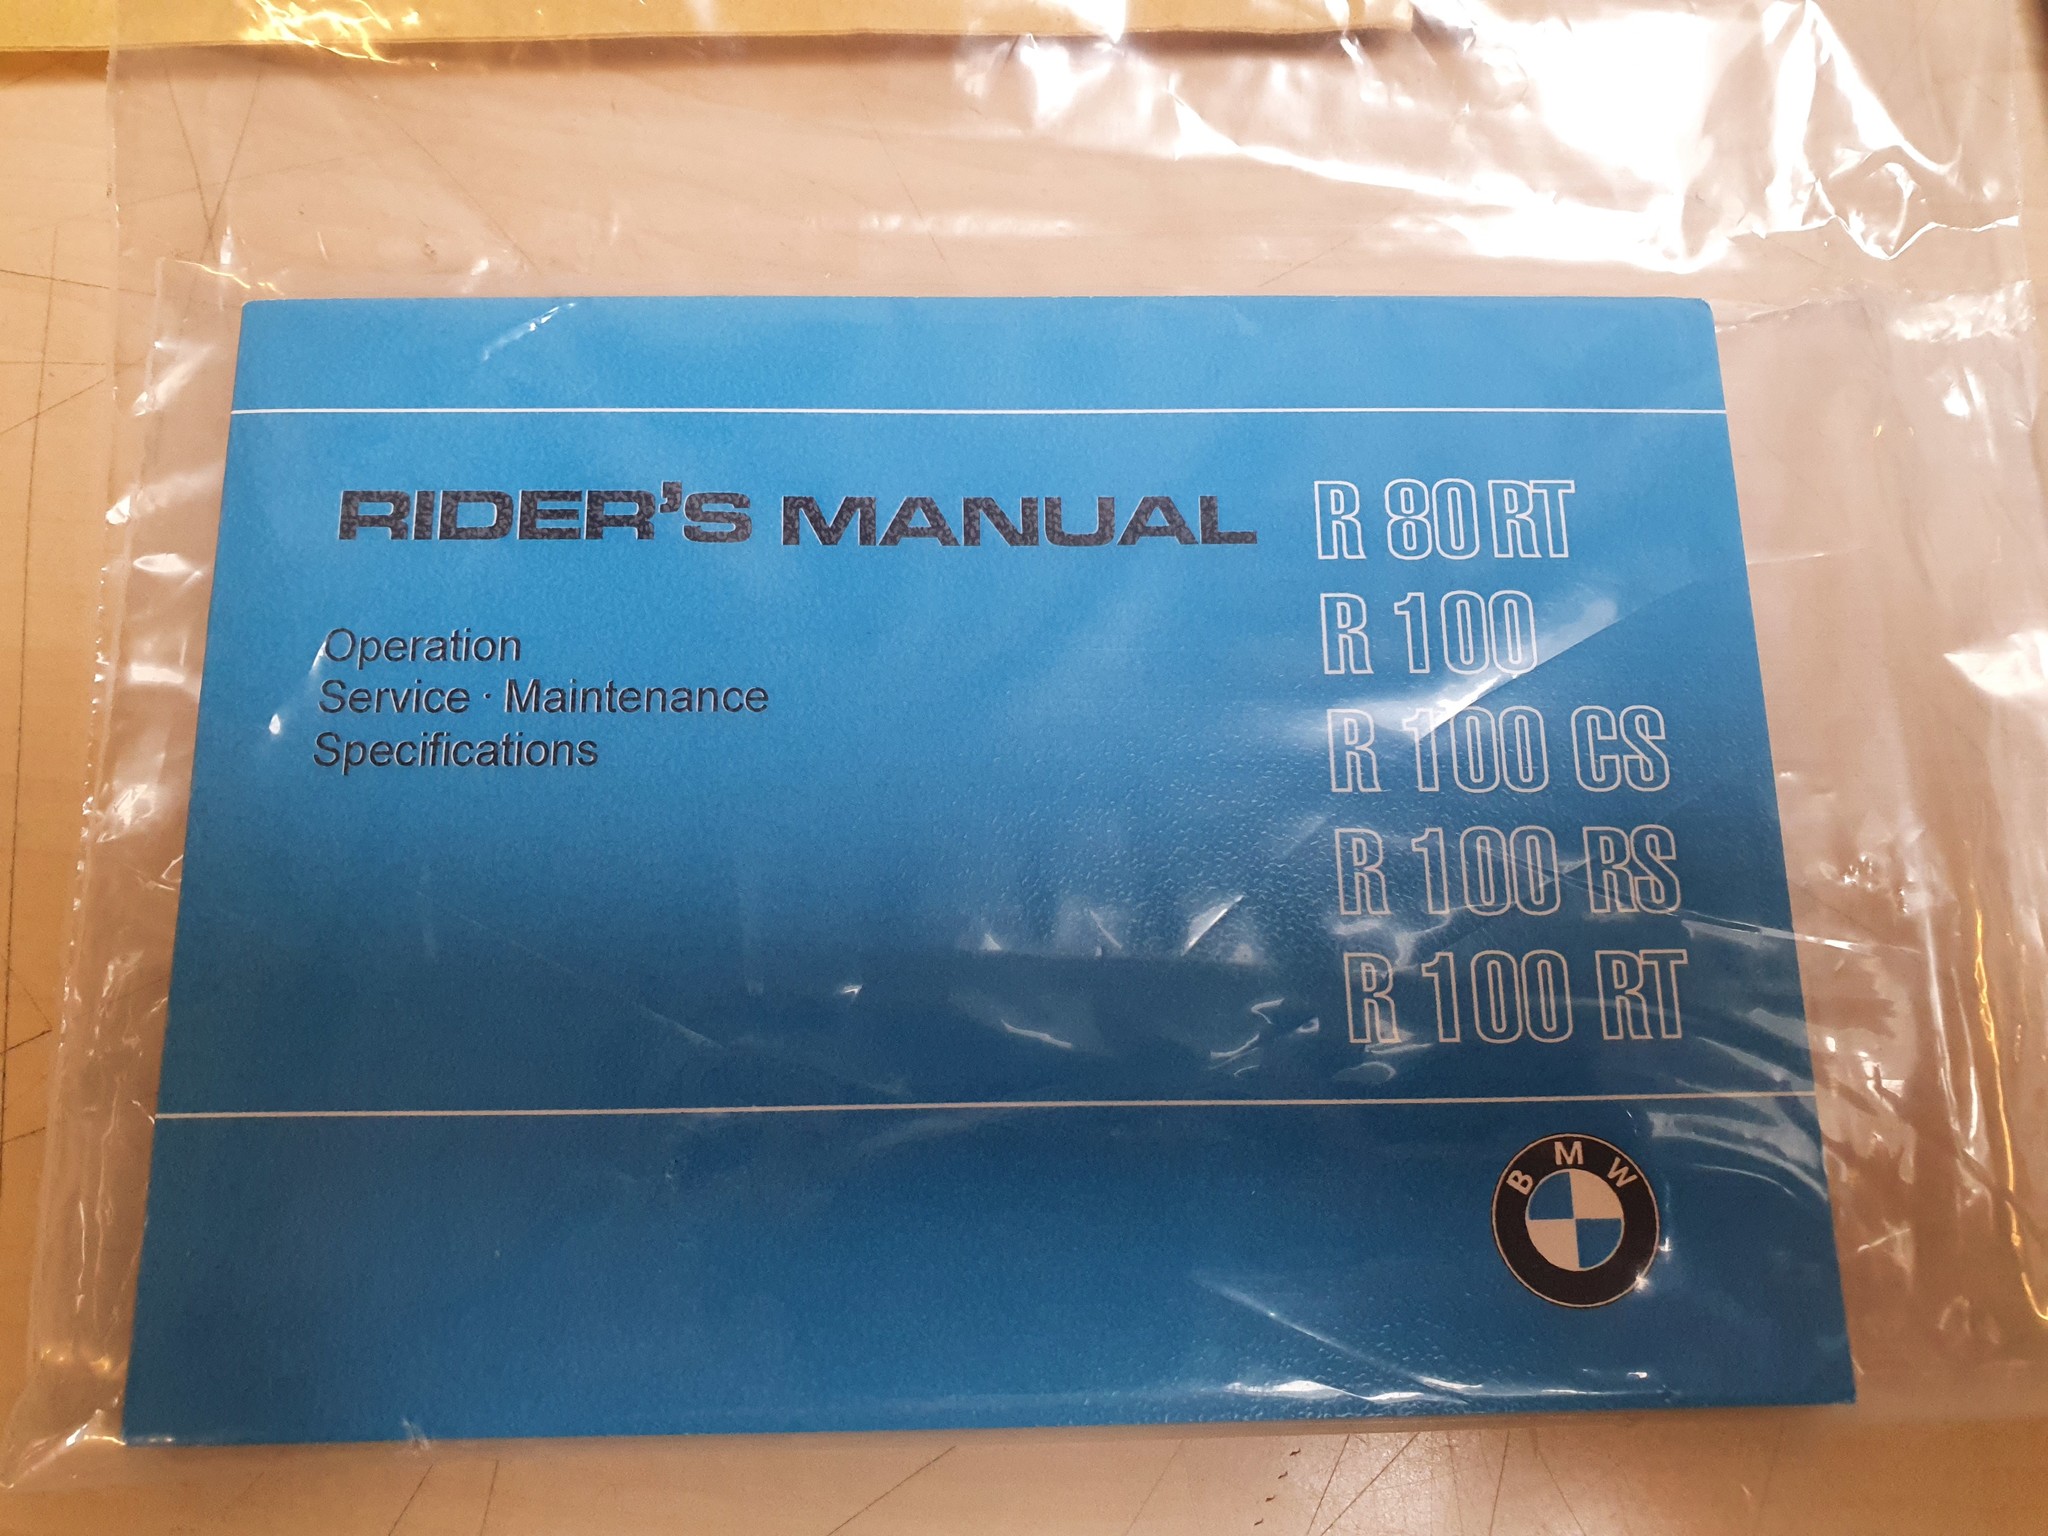 RIDER'S MANUAL
Operation
Service · Maintenance
Specifications
R 80 RT
R 100
R 100 CS
R 100 RS
R 100 RT
BMW